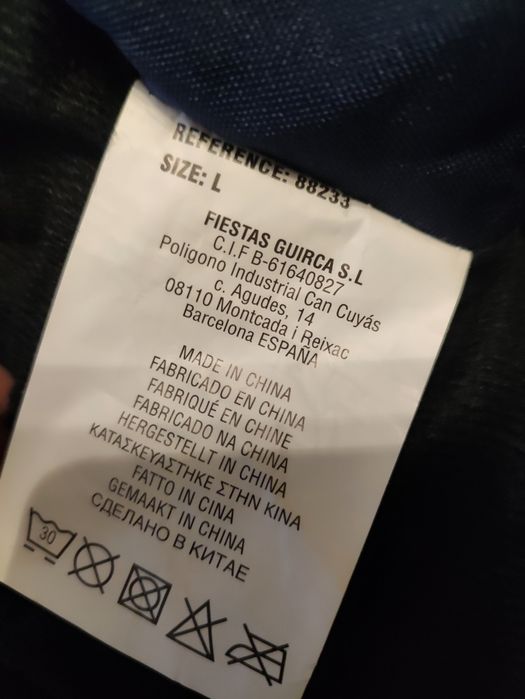 REFERENCE: 88233
SIZE: L
FIESTAS GUIRCA S.L
C.I.F B-61640827
Poligono Industrial Can Cuyás
c. Agudes, 14
08110 Montcada i Reixac
Barcelona ESPAÑA
MADE IN CHINA
FABRICADO EN CHINA
FABRIQUÉ EN CHINE
FABRICADO NA CHINA
HERGESTELLT IN CHINA
ΚΑΤΑΣΚΕΥΑΣΤΗΚΕ ΣΤΗΝ ΚΙΝΑ
FATTO IN CINA
GEMAAKT IN CHINA
СДЕЛАНО В КИТАЕ
30